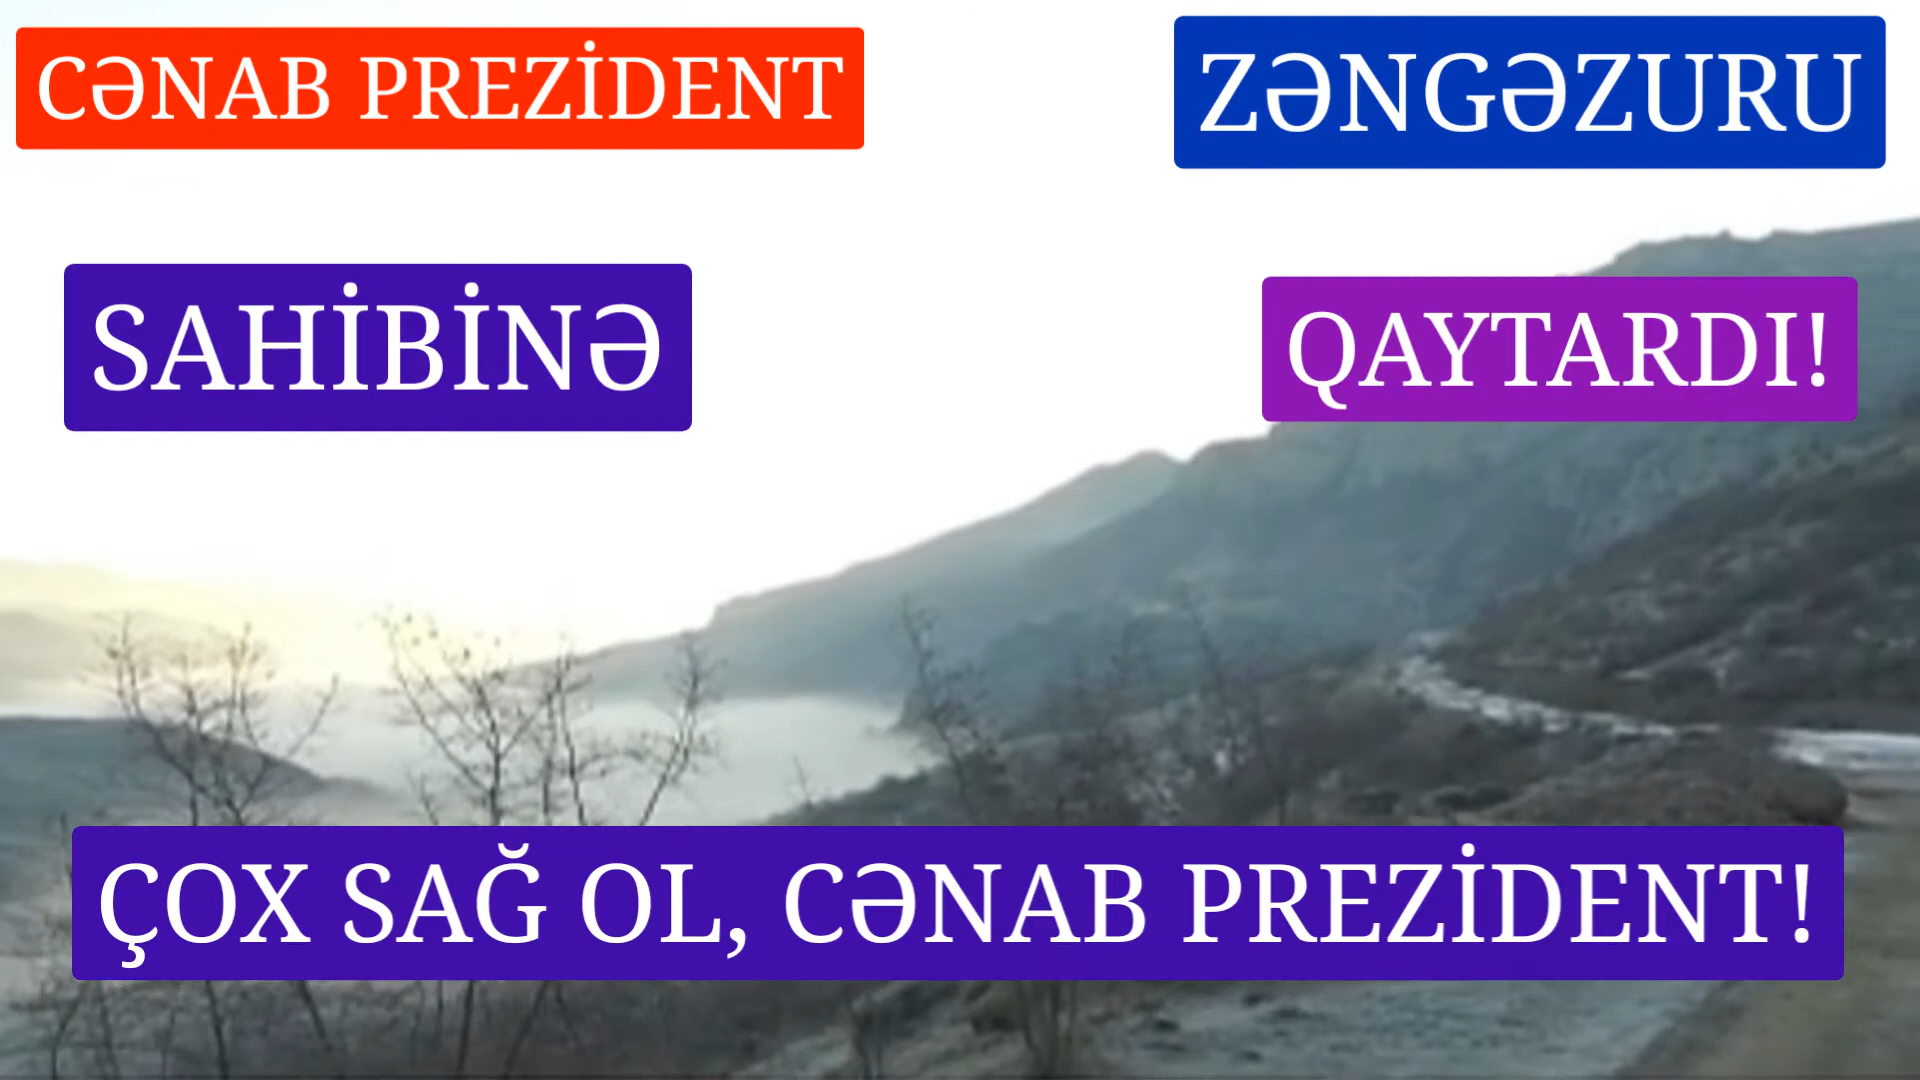 CƏNAB PREZİDENT
ZƏNGƏZURU
SAHİBİNƏ
QAYTARDI!
ÇOX SAĞ OL, CƏNAB PREZİDENT!